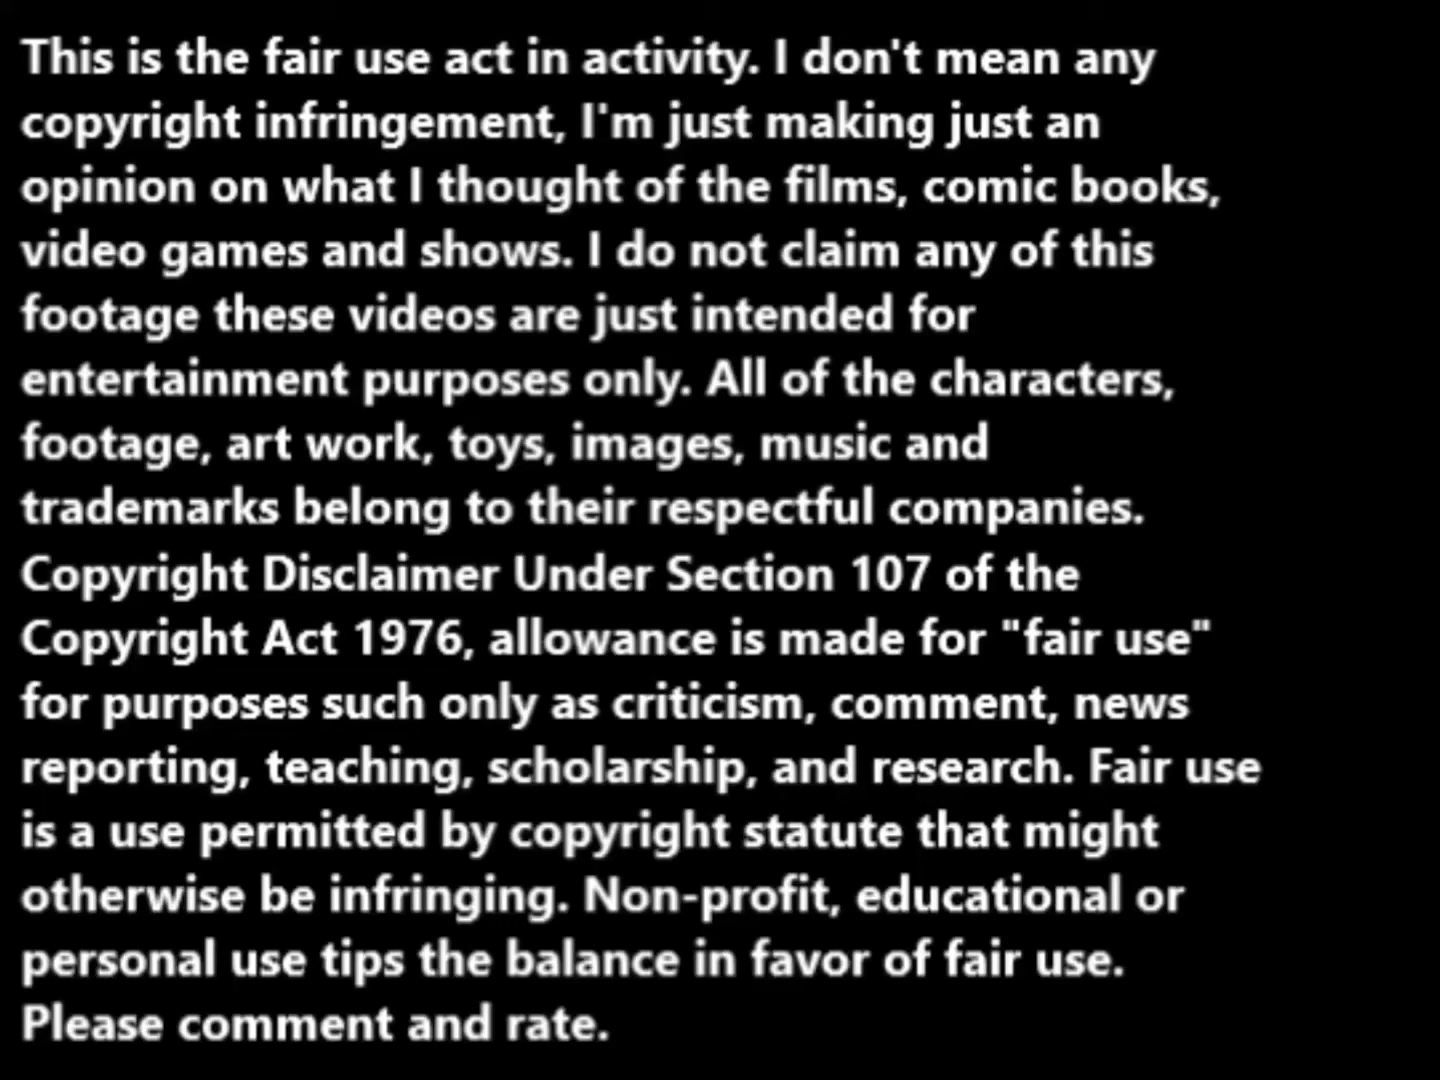 This is the fair use act in activity. I don't mean any
copyright infringement, I'm just making just an
opinion on what I thought of the films, comic books,
video games and shows. I do not claim any of this
footage these videos are just intended for
entertainment purposes only. All of the characters,
footage, art work, toys, images, music and
trademarks belong to their respectful companies.
Copyright Disclaimer Under Section 107 of the
Copyright Act 1976, allowance is made for "fair use"
for purposes such only as criticism, comment, news
reporting, teaching, scholarship, and research. Fair use
is a use permitted by copyright statute that might
otherwise be infringing. Non-profit, educational or
personal use tips the balance in favor of fair use.
Please comment and rate.